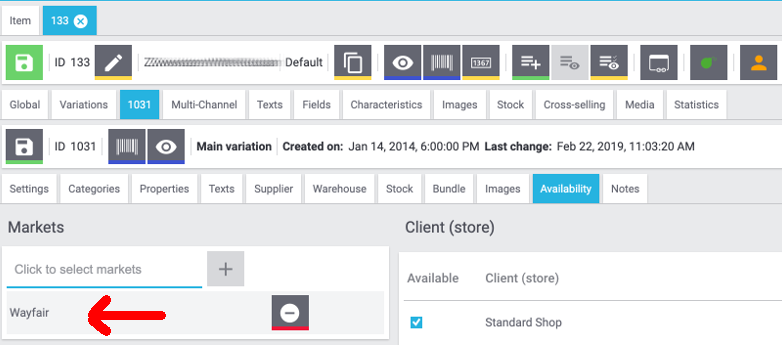 Item 133
ID 133 Default 1367
Global Variations 1031 Multi-Channel Texts Fields Characteristics Images Stock Cross-selling Media Statistics
ID 1031 Main variation Created on: Jan 14, 2014, 6:00:00 PM Last change: Feb 22, 2019, 11:03:20 AM
Settings Categories Properties Texts Supplier Warehouse Stock Bundle Images Availability Notes
Markets Client (store)
Click to select markets
Available Client (store)
Wayfair
Standard Shop